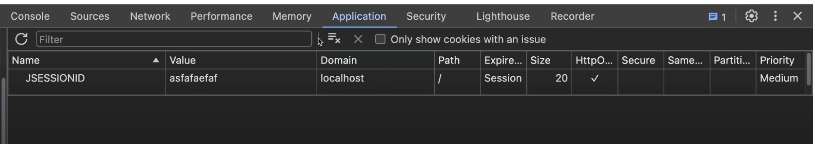 Console Sources Network Performance Memory Application Security Lighthouse Recorder 1
Filter Only show cookies with an issue
Name Value Domain Path Expire... Size HttpO... Secure Same... Partiti... Priority
JSESSIONID asfafaefaf localhost / Session 20 ✓ Medium